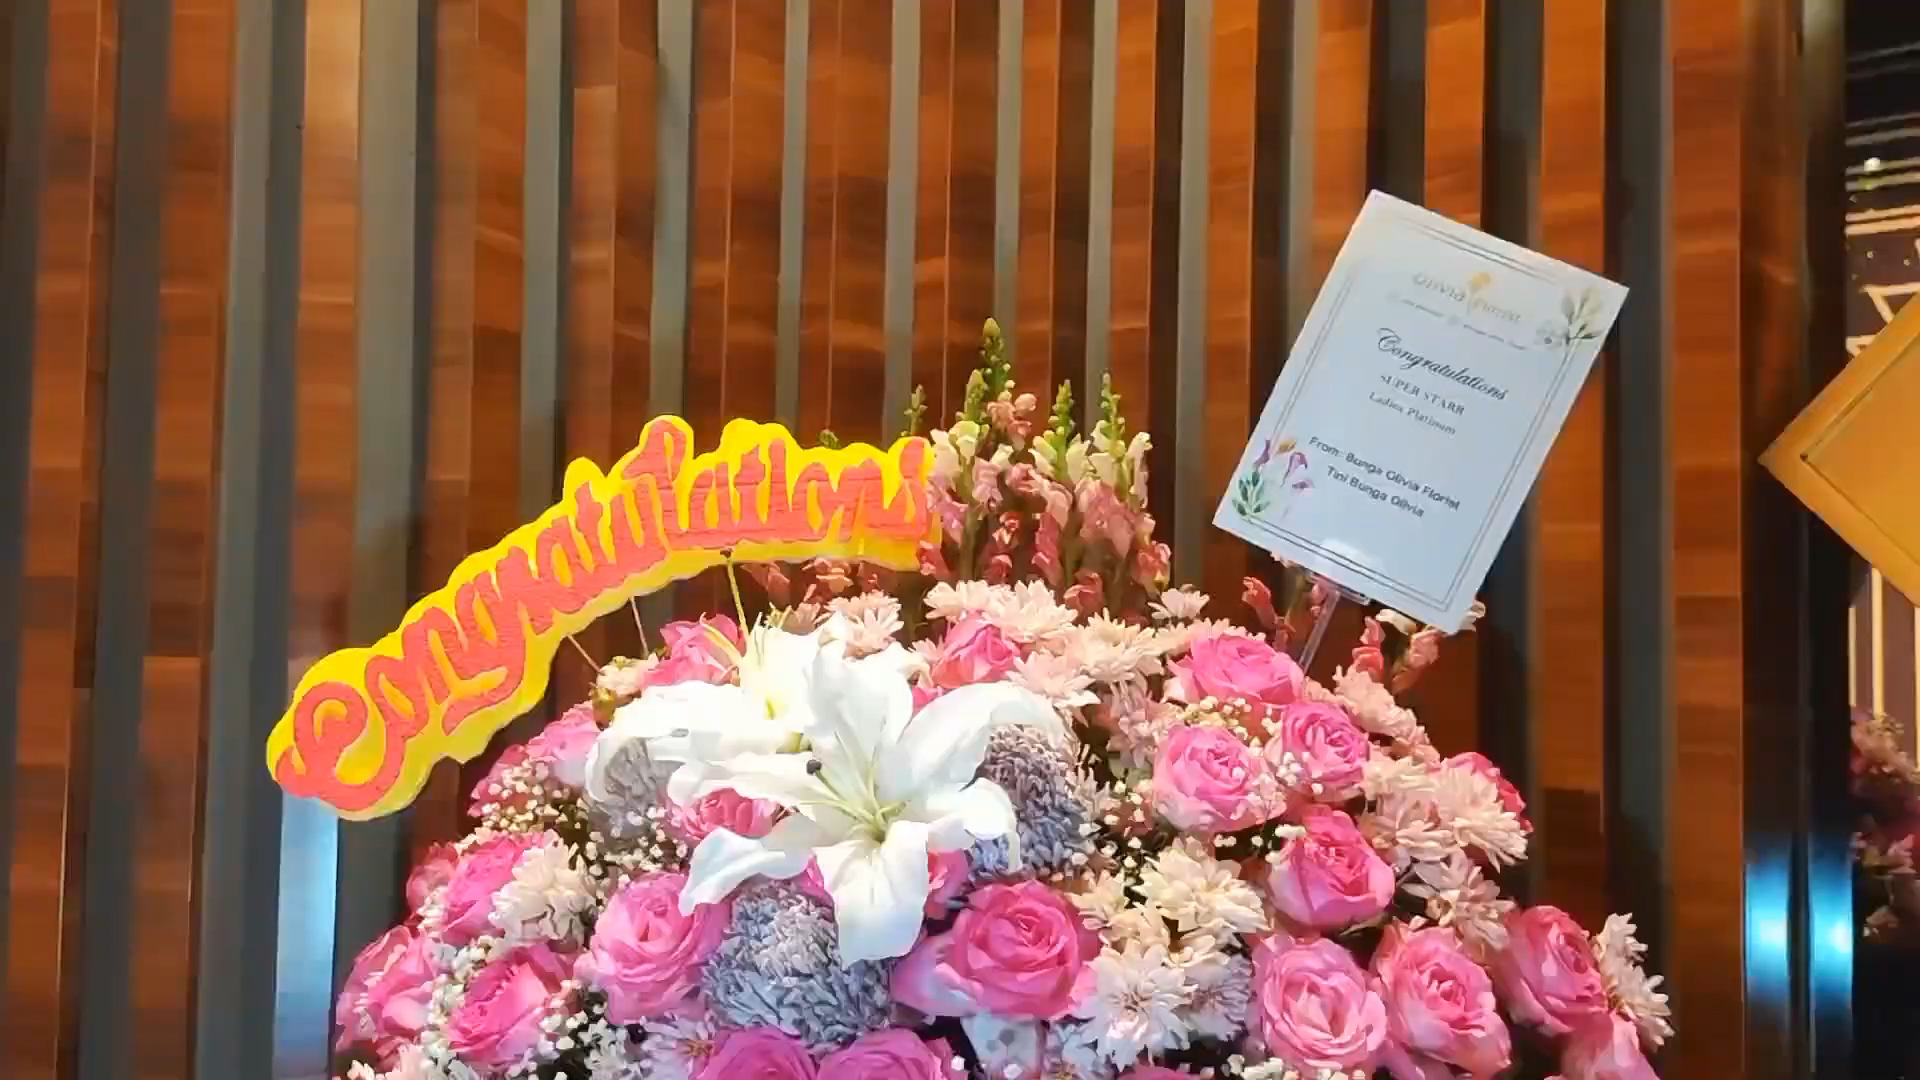 Congratulations
Olivia Florist
Congratulations
SUPER STARR
Ladies Platinum
From: Bunga Olivia Florist
Tini Bunga Olivia